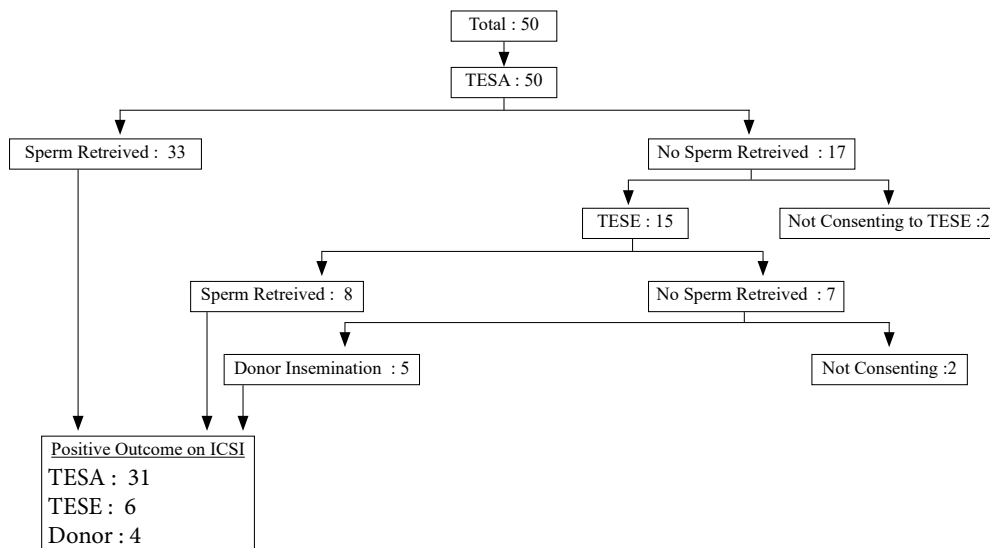 Total : 50
TESA : 50
Sperm Retreived :  33
No Sperm Retreived  : 17
TESE : 15
Not Consenting to TESE :2
Sperm Retreived :  8
No Sperm Retreived  : 7
Donor Insemination  : 5
Not Consenting :2
Positive Outcome on ICSI
TESA :  31
TESE :  6
Donor : 4